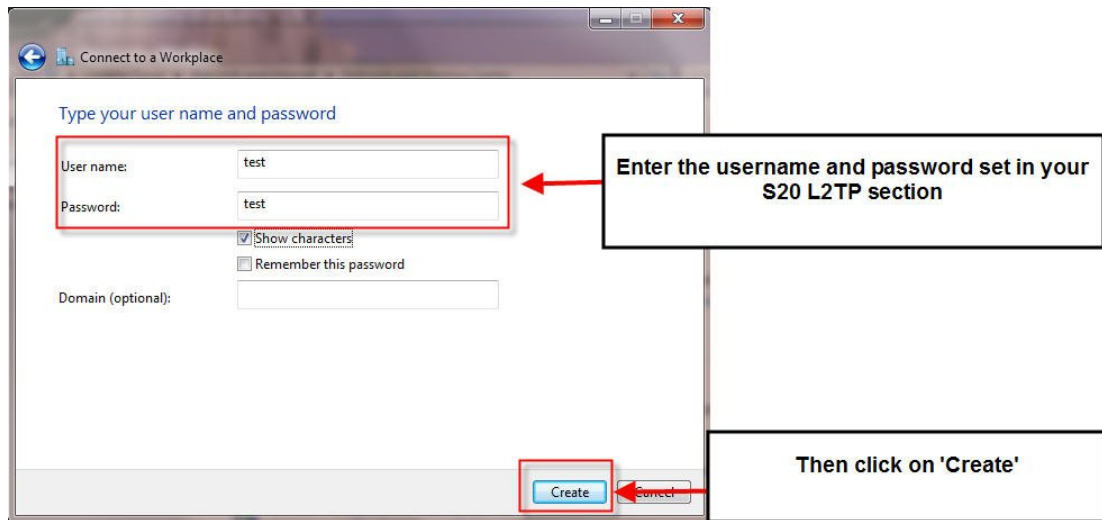 Connect to a Workplace
Type your user name and password
User name:
test
Password:
test
Show characters
Remember this password
Domain (optional):
Enter the username and password set in your
S20 L2TP section
Then click on 'Create'
Create
Cancel